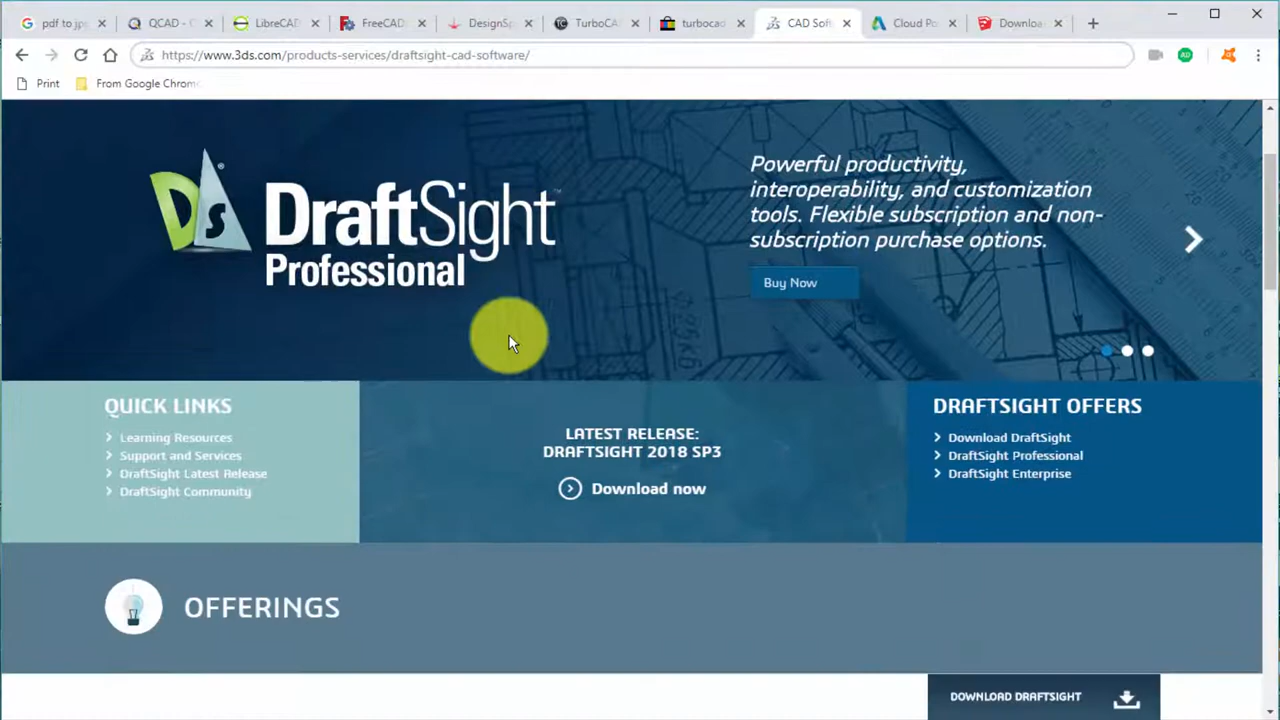 pdf to jp
QCAD - C
LibreCAD
FreeCAD
DesignSp
TurboCA
turbocad
CAD Soft
Cloud Po
Downloa
https://www.3ds.com/products-services/draftsight-cad-software/
Print
From Google Chrom
DS
DraftSight
Professional
Powerful productivity,
interoperability, and customization
tools. Flexible subscription and non-
subscription purchase options.
Buy Now
QUICK LINKS
Learning Resources
Support and Services
DraftSight Latest Release
DraftSight Community
LATEST RELEASE:
DRAFTSIGHT 2018 SP3
Download now
DRAFTSIGHT OFFERS
Download DraftSight
DraftSight Professional
DraftSight Enterprise
OFFERINGS
DOWNLOAD DRAFTSIGHT